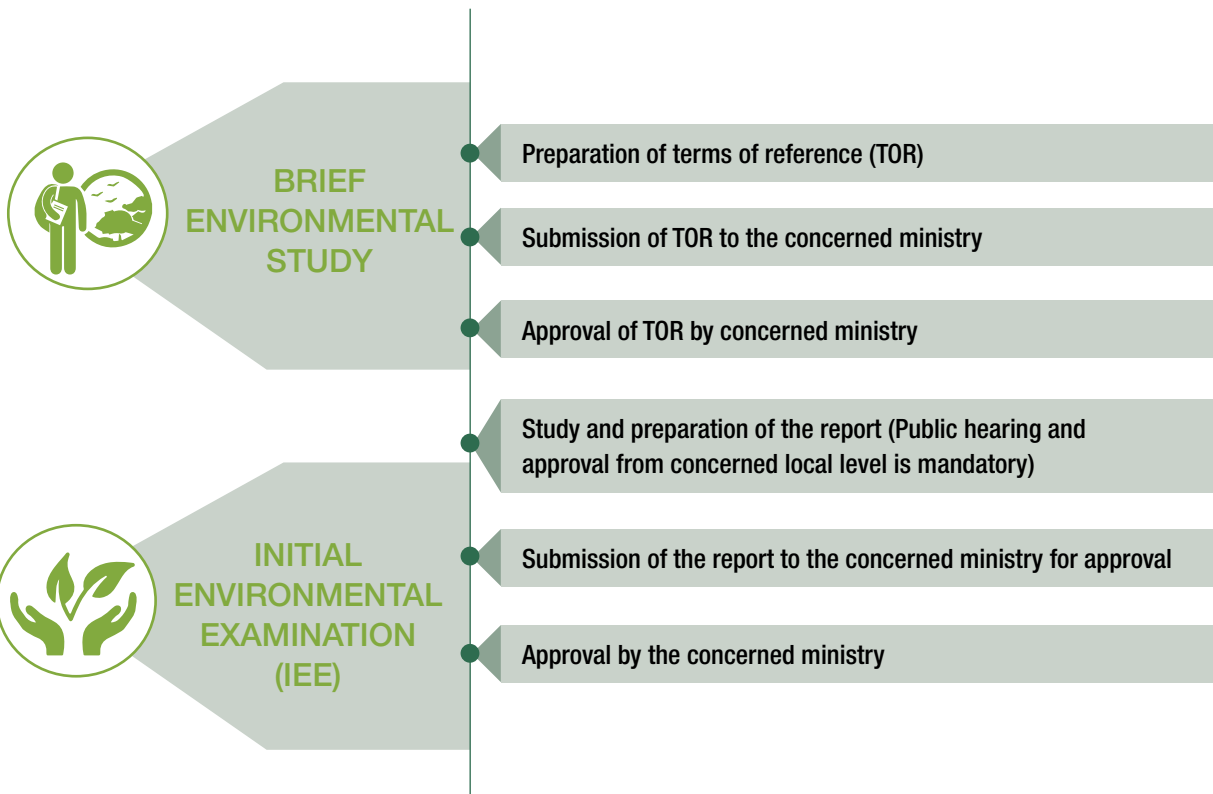 BRIEF
ENVIRONMENTAL
STUDY
Preparation of terms of reference (TOR)
Submission of TOR to the concerned ministry
Approval of TOR by concerned ministry
Study and preparation of the report (Public hearing and
approval from concerned local level is mandatory)
INITIAL
ENVIRONMENTAL
EXAMINATION
(IEE)
Submission of the report to the concerned ministry for approval
Approval by the concerned ministry